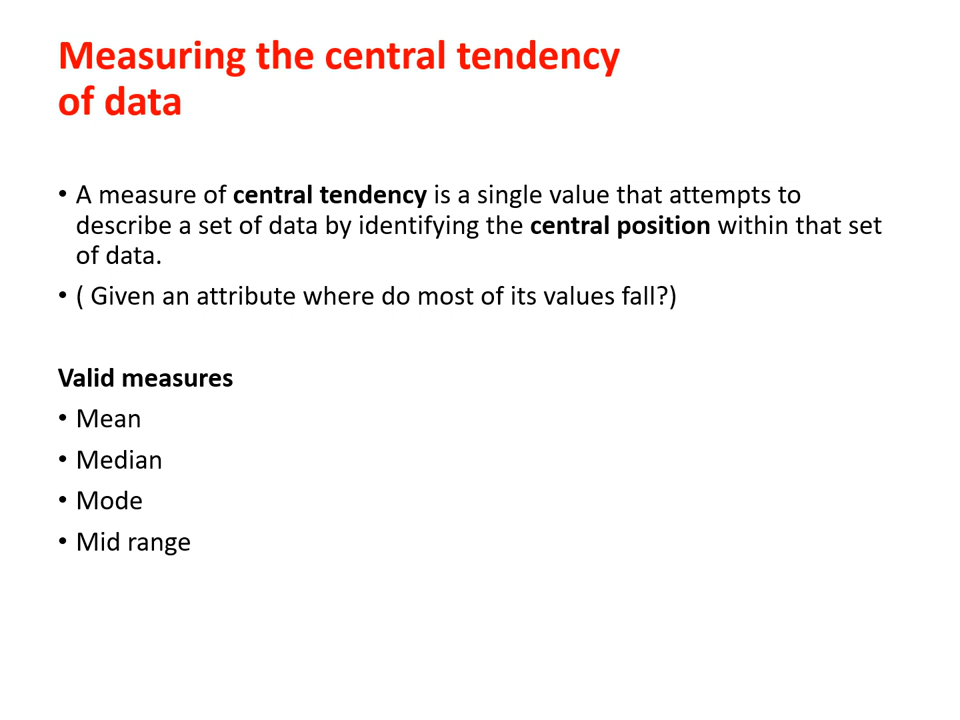 Measuring the central tendency
of data
• A measure of central tendency is a single value that attempts to
describe a set of data by identifying the central position within that set
of data.
• ( Given an attribute where do most of its values fall?)
Valid measures
• Mean
• Median
• Mode
• Mid range